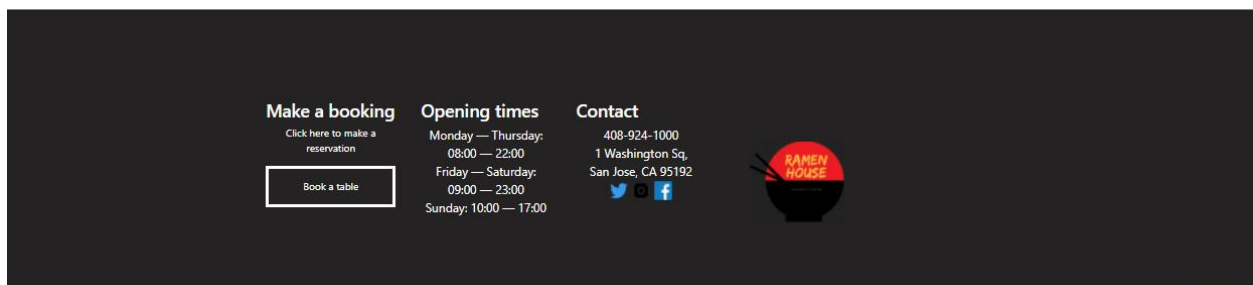 Make a booking
Click here to make a
reservation
Book a table
Opening times
Monday — Thursday:
08:00 — 22:00
Friday — Saturday:
09:00 — 23:00
Sunday: 10:00 — 17:00
Contact
408-924-1000
1 Washington Sq,
San Jose, CA 95192
RAMEN
HOUSE